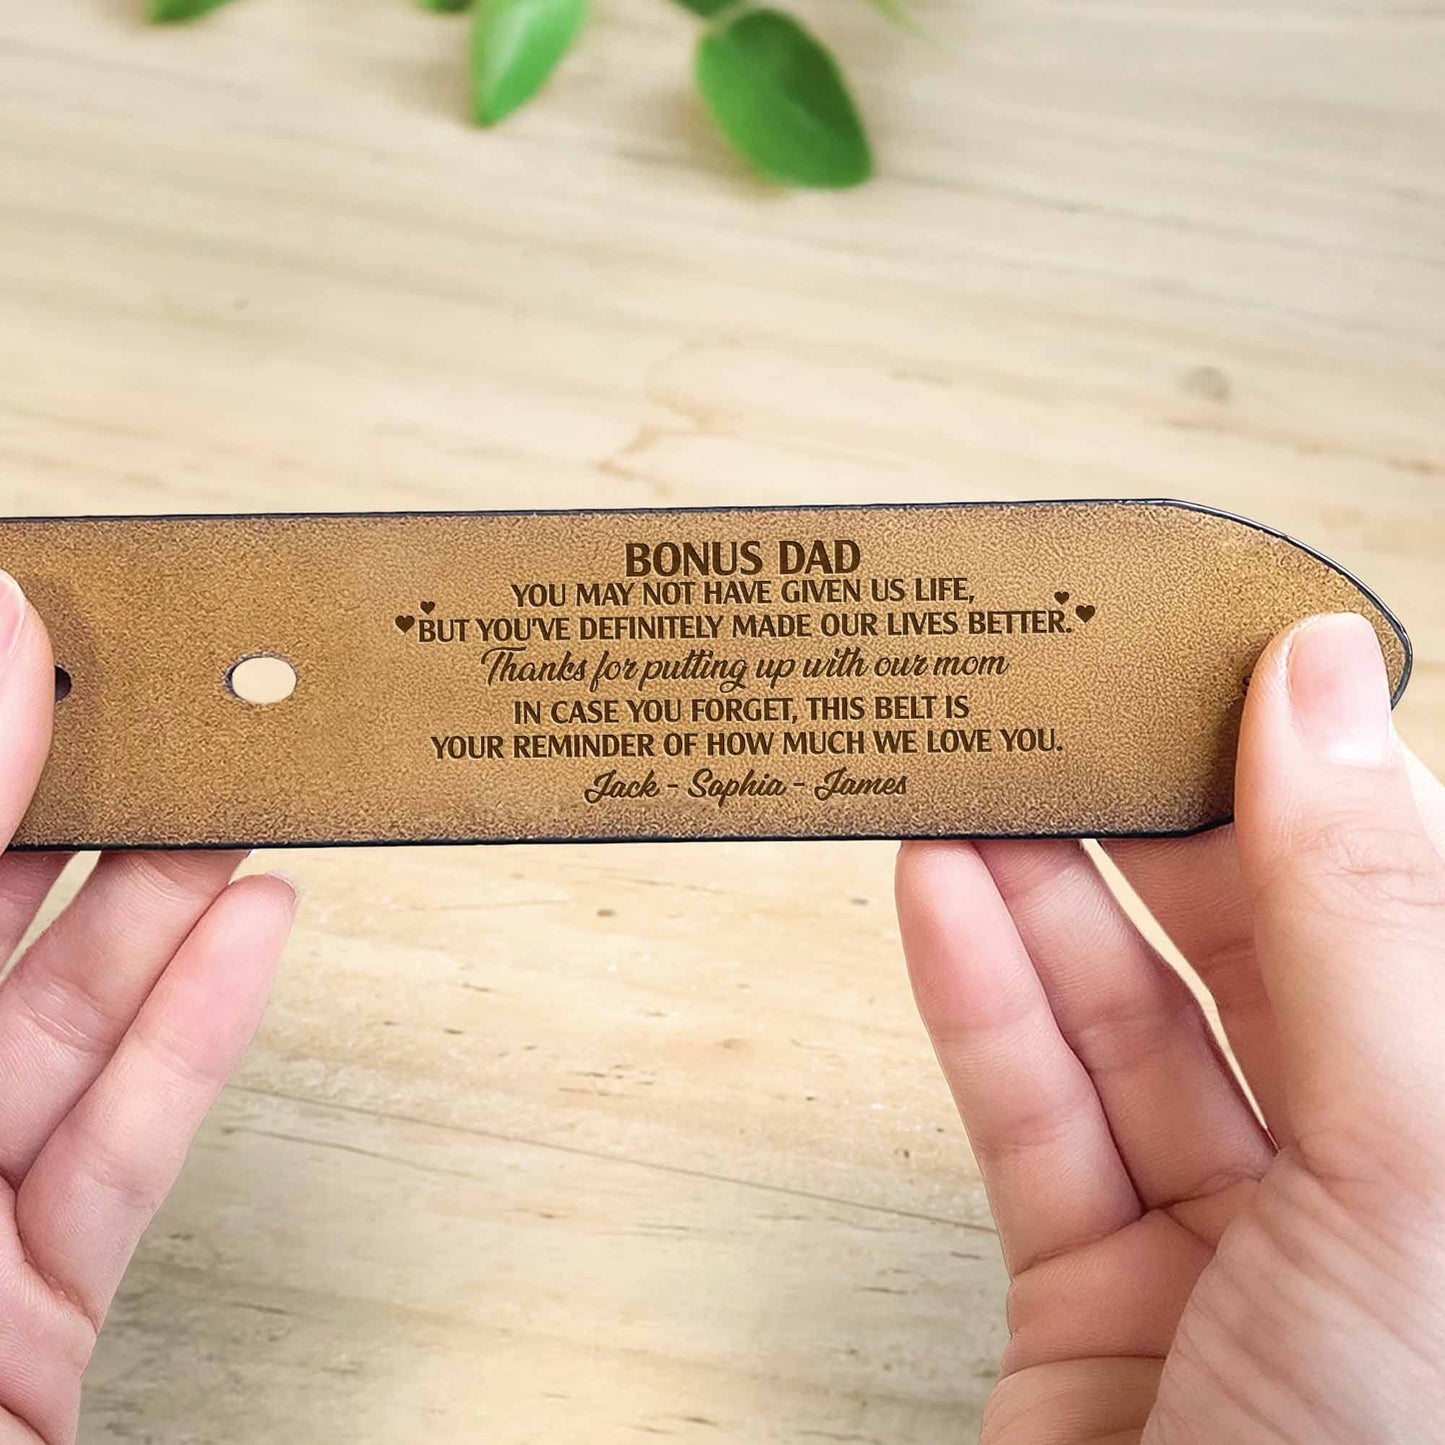 BONUS DAD
YOU MAY NOT HAVE GIVEN US LIFE,
BUT YOU'VE DEFINITELY MADE OUR LIVES BETTER.
Thanks for putting up with our mom
IN CASE YOU FORGET, THIS BELT IS
YOUR REMINDER OF HOW MUCH WE LOVE YOU.
Jack - Sophia - James